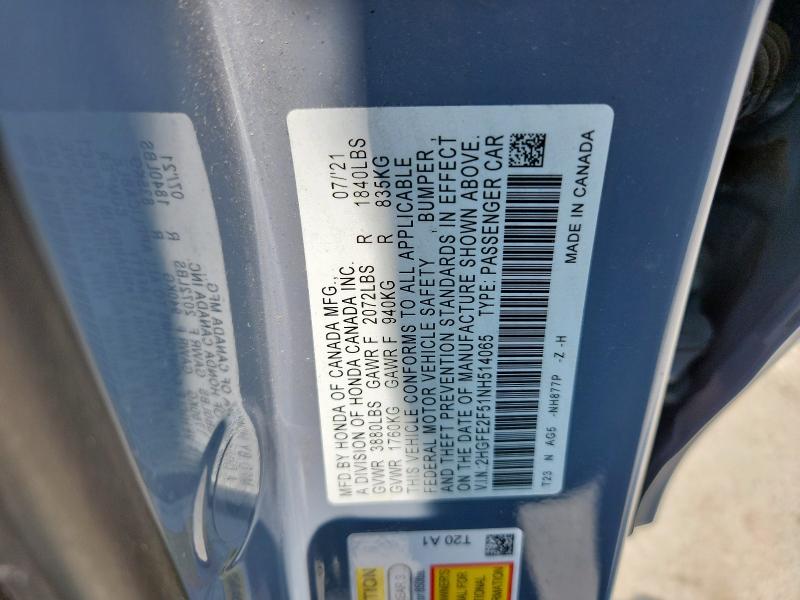 MFD.BY HONDA OF CANADA MFG., 07/'21
A DIVISION OF HONDA CANADA INC.
GVWR 3880LBS GAWR F 2072LBS R 1840LBS
GVWR 1760KG GAWR F 940KG R 835KG
THIS VEHICLE CONFORMS TO ALL APPLICABLE
FEDERAL MOTOR VEHICLE SAFETY , BUMPER,
AND THEFT PREVENTION STANDARDS IN EFFECT
ON THE DATE OF MANUFACTURE SHOWN ABOVE.
V.I.N.:2HGFE2F51NH514065 TYPE: PASSENGER CAR
T23 N AG5 -NH877P -Z -H
MADE IN CANADA
T20 A1